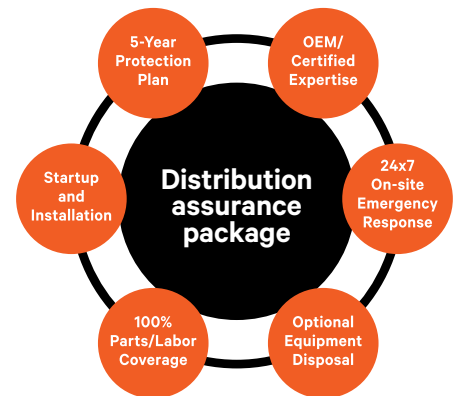 5-Year
Protection
Plan
OEM/
Certified
Expertise
Startup
and
Installation
Distribution
assurance
package
24x7
On-site
Emergency
Response
100%
Parts/Labor
Coverage
Optional
Equipment
Disposal